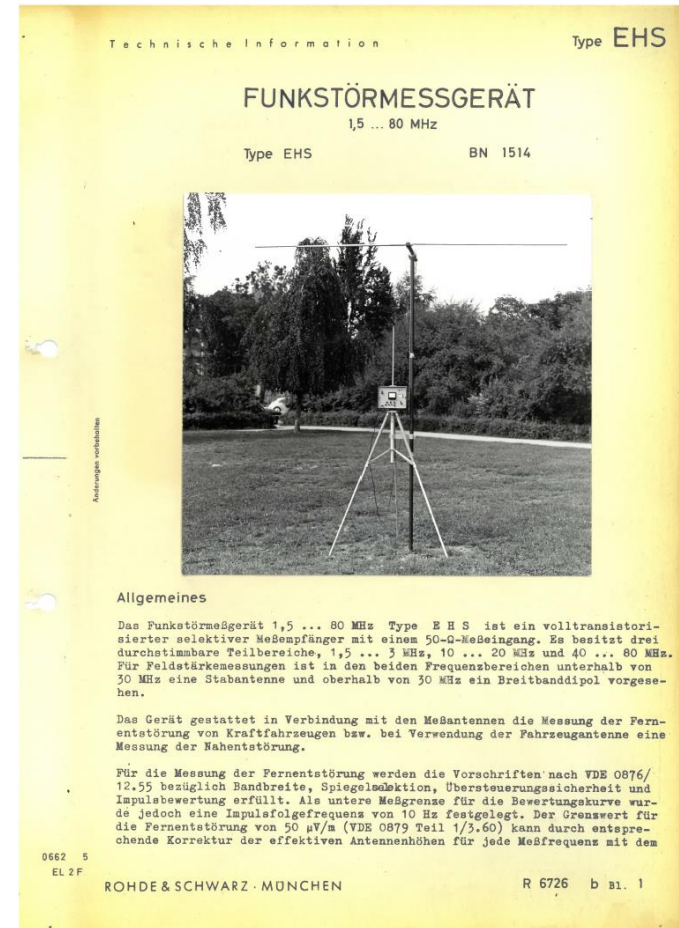 Technische Information
Type EHS
FUNKSTÖRMESSGERÄT
1,5 ... 80 MHz
Type EHS BN 1514
Änderungen vorbehalten
Allgemeines
Das Funkstörmeßgerät 1,5 ... 80 MHz Type E H S ist ein volltransistori-
sierter selektiver Meßempfänger mit einem 50-Ω-Meßeingang. Es besitzt drei
durchstimmbare Teilbereiche, 1,5 ... 3 MHz, 10 ... 20 MHz und 40 ... 80 MHz.
Für Feldstärkemessungen ist in den beiden Frequenzbereichen unterhalb von
30 MHz eine Stabantenne und oberhalb von 30 MHz ein Breitbanddipol vorgese-
hen.
Das Gerät gestattet in Verbindung mit den Meßantennen die Messung der Fern-
entstörung von Kraftfahrzeugen bzw. bei Verwendung der Fahrzeugantenne eine
Messung der Nahentstörung.
Für die Messung der Fernentstörung werden die Vorschriften nach VDE 0876/
12.55 bezüglich Bandbreite, Spiegelselektion, Übersteuerungssicherheit und
Impulsbewertung erfüllt. Als untere Meßgrenze für die Bewertungskurve wur-
de jedoch eine Impulsfolgefrequenz von 10 Hz festgelegt. Der Grenzwert für
die Fernentstörung von 50 µV/m (VDE 0879 Teil 1/3.60) kann durch entspre-
chende Korrektur der effektiven Antennenhöhen für jede Meßfrequenz mit dem
0662 5
EL 2 F
ROHDE & SCHWARZ · MÜNCHEN
R 6726 b Bl. 1